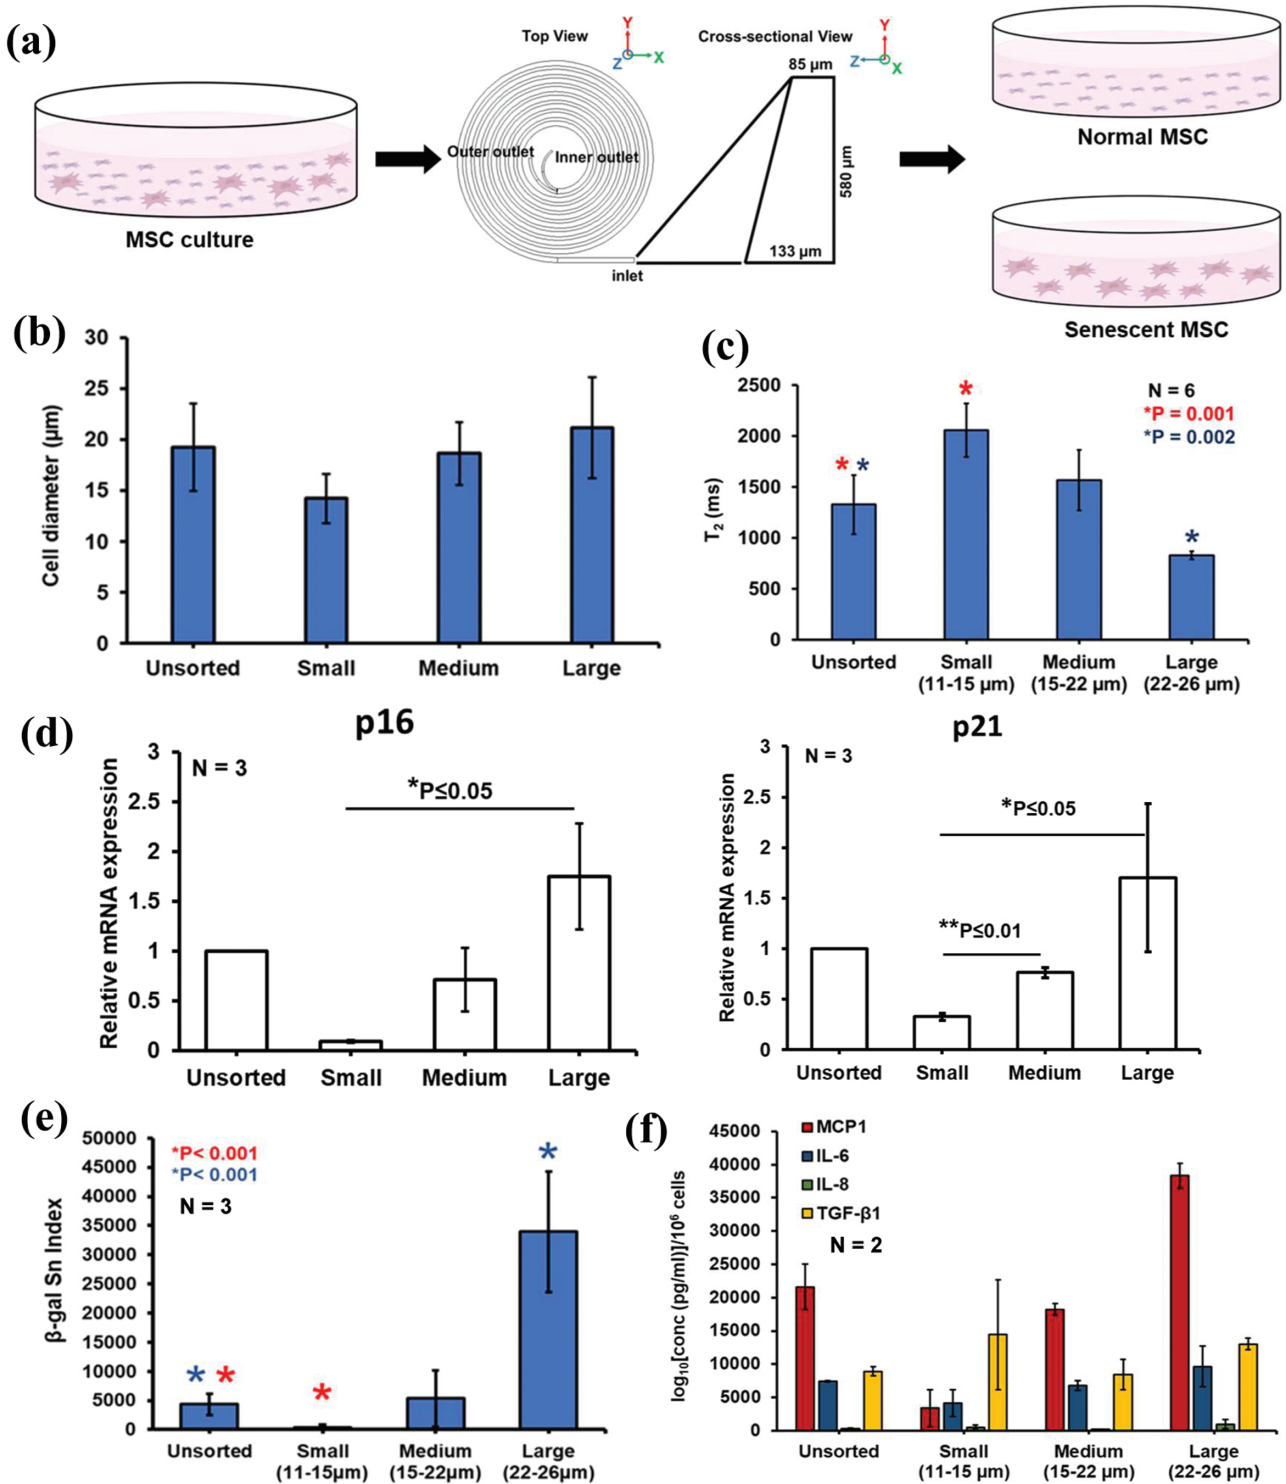 (a)
MSC culture
Top View
Y
Z
X
Outer outlet
Inner outlet
inlet
Cross-sectional View
Y
Z
X
85 µm
580 µm
133 µm
Normal MSC
Senescent MSC
(b)
Cell diameter (µm)
30
25
20
15
10
5
0
Unsorted
Small
Medium
Large
(c)
T2 (ms)
2500
2000
1500
1000
500
0
N = 6
*P = 0.001
*P = 0.002
* *
*
*
Unsorted
Small
(11-15 µm)
Medium
(15-22 µm)
Large
(22-26 µm)
(d)
p16
Relative mRNA expression
3
2.5
2
1.5
1
0.5
0
N = 3
*P≤0.05
Unsorted
Small
Medium
Large
p21
Relative mRNA expression
3
2.5
2
1.5
1
0.5
0
N = 3
*P≤0.05
**P≤0.01
Unsorted
Small
Medium
Large
(e)
β-gal Sn Index
50000
45000
40000
35000
30000
25000
20000
15000
10000
5000
0
*P< 0.001
*P< 0.001
N = 3
* *
*
*
Unsorted
Small
(11-15µm)
Medium
(15-22µm)
Large
(22-26µm)
(f)
log10[conc (pg/ml)]/10⁶ cells
45000
40000
35000
30000
25000
20000
15000
10000
5000
0
MCP1
IL-6
IL-8
TGF-β1
N = 2
Unsorted
Small
(11-15 µm)
Medium
(15-22 µm)
Large
(22-26 µm)